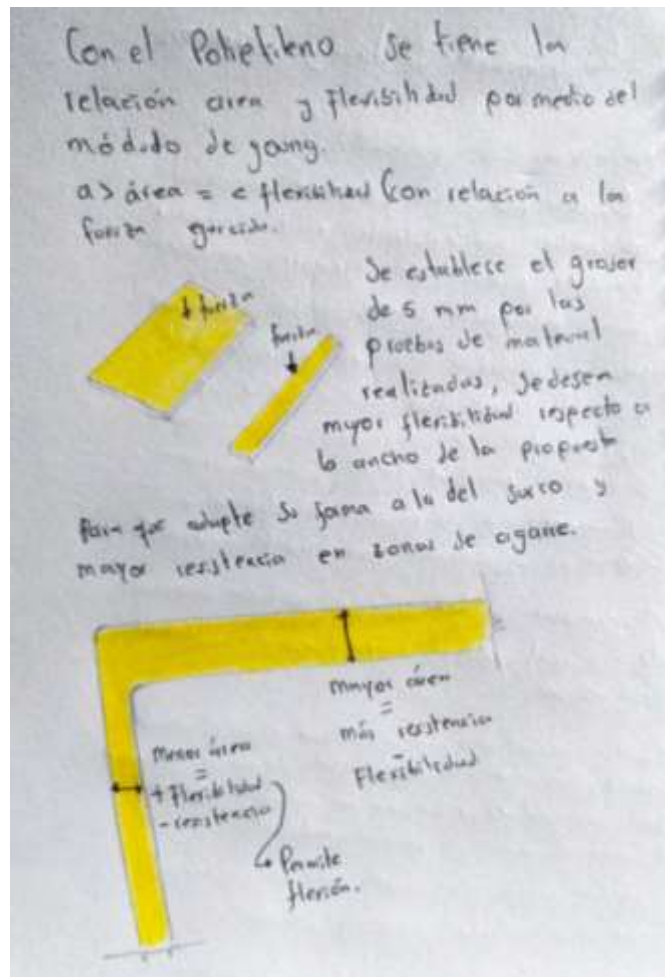 Con el Polietileno se tiene la
relación area y flexibilidad por medio del
módulo de young.
a > área = < flexibilidad (con relación a la
fuerza ejercida.
↓ fuerza
fuerza
Se establece el grosor
de 5 mm por las
pruebas de material
realizadas, se desea
myor flexibilidad respecto a
lo ancho de la propuesta
para que adapte su forma a la del surco y
mayor resistencia en zonas de agarre.
mayor área
=
más resistencia
-
Flexibilidad
Menor área
=
+ Flexibilidad
- resistencia
Permite
flexión.